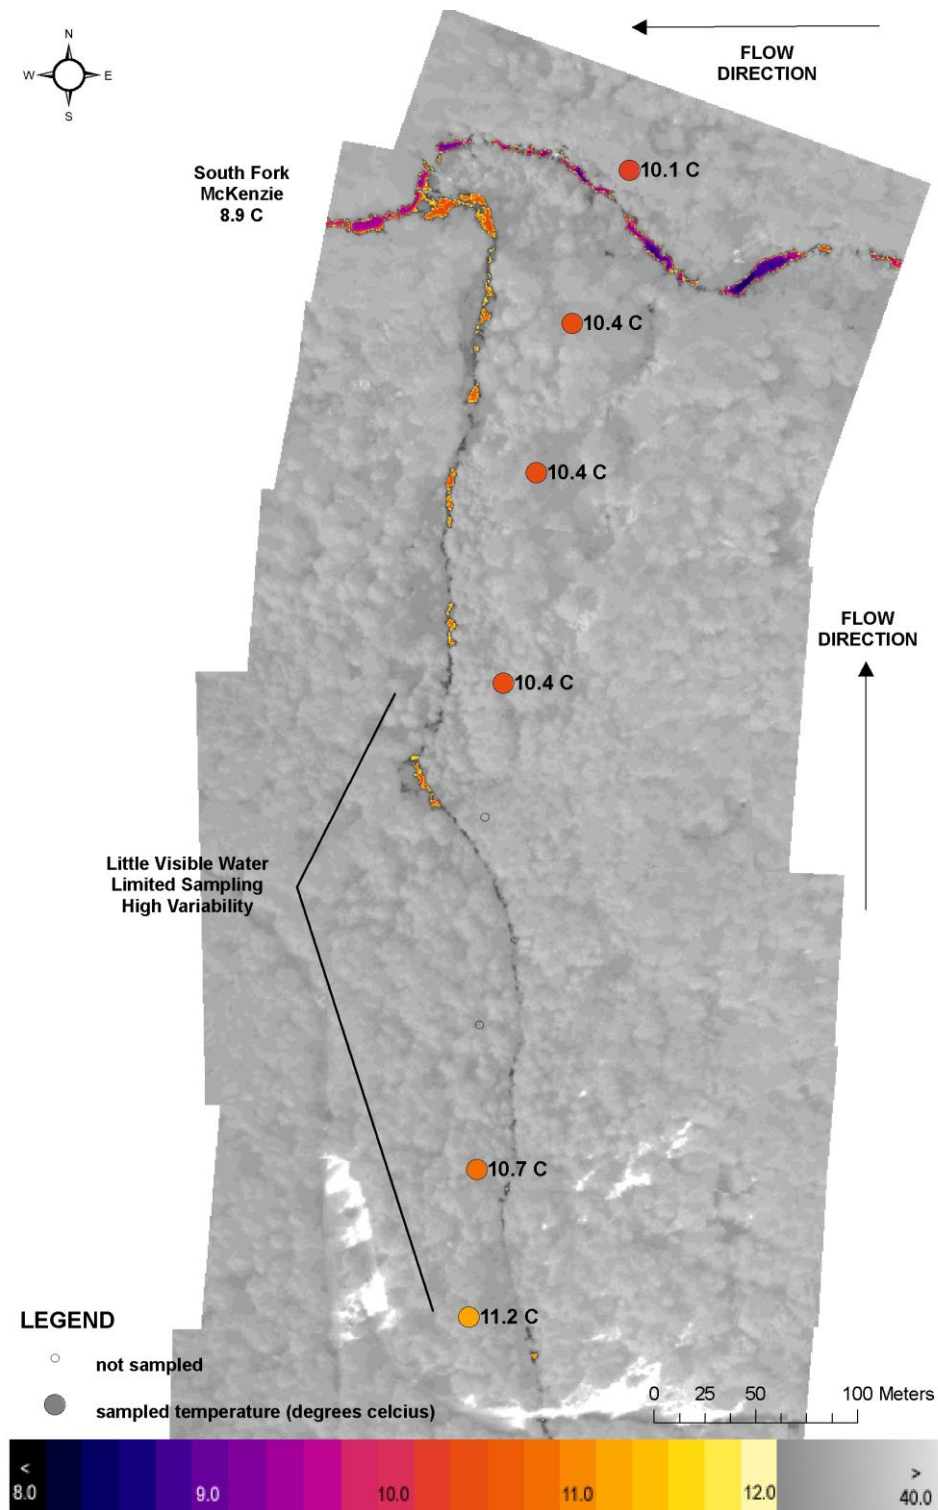 N
W E
S
FLOW
DIRECTION
South Fork
McKenzie
8.9 C
10.1 C
10.4 C
10.4 C
FLOW
DIRECTION
10.4 C
Little Visible Water
Limited Sampling
High Variability
10.7 C
11.2 C
LEGEND
not sampled
sampled temperature (degrees celcius)
0 25 50 100 Meters
< 8.0 9.0 10.0 11.0 12.0 > 40.0